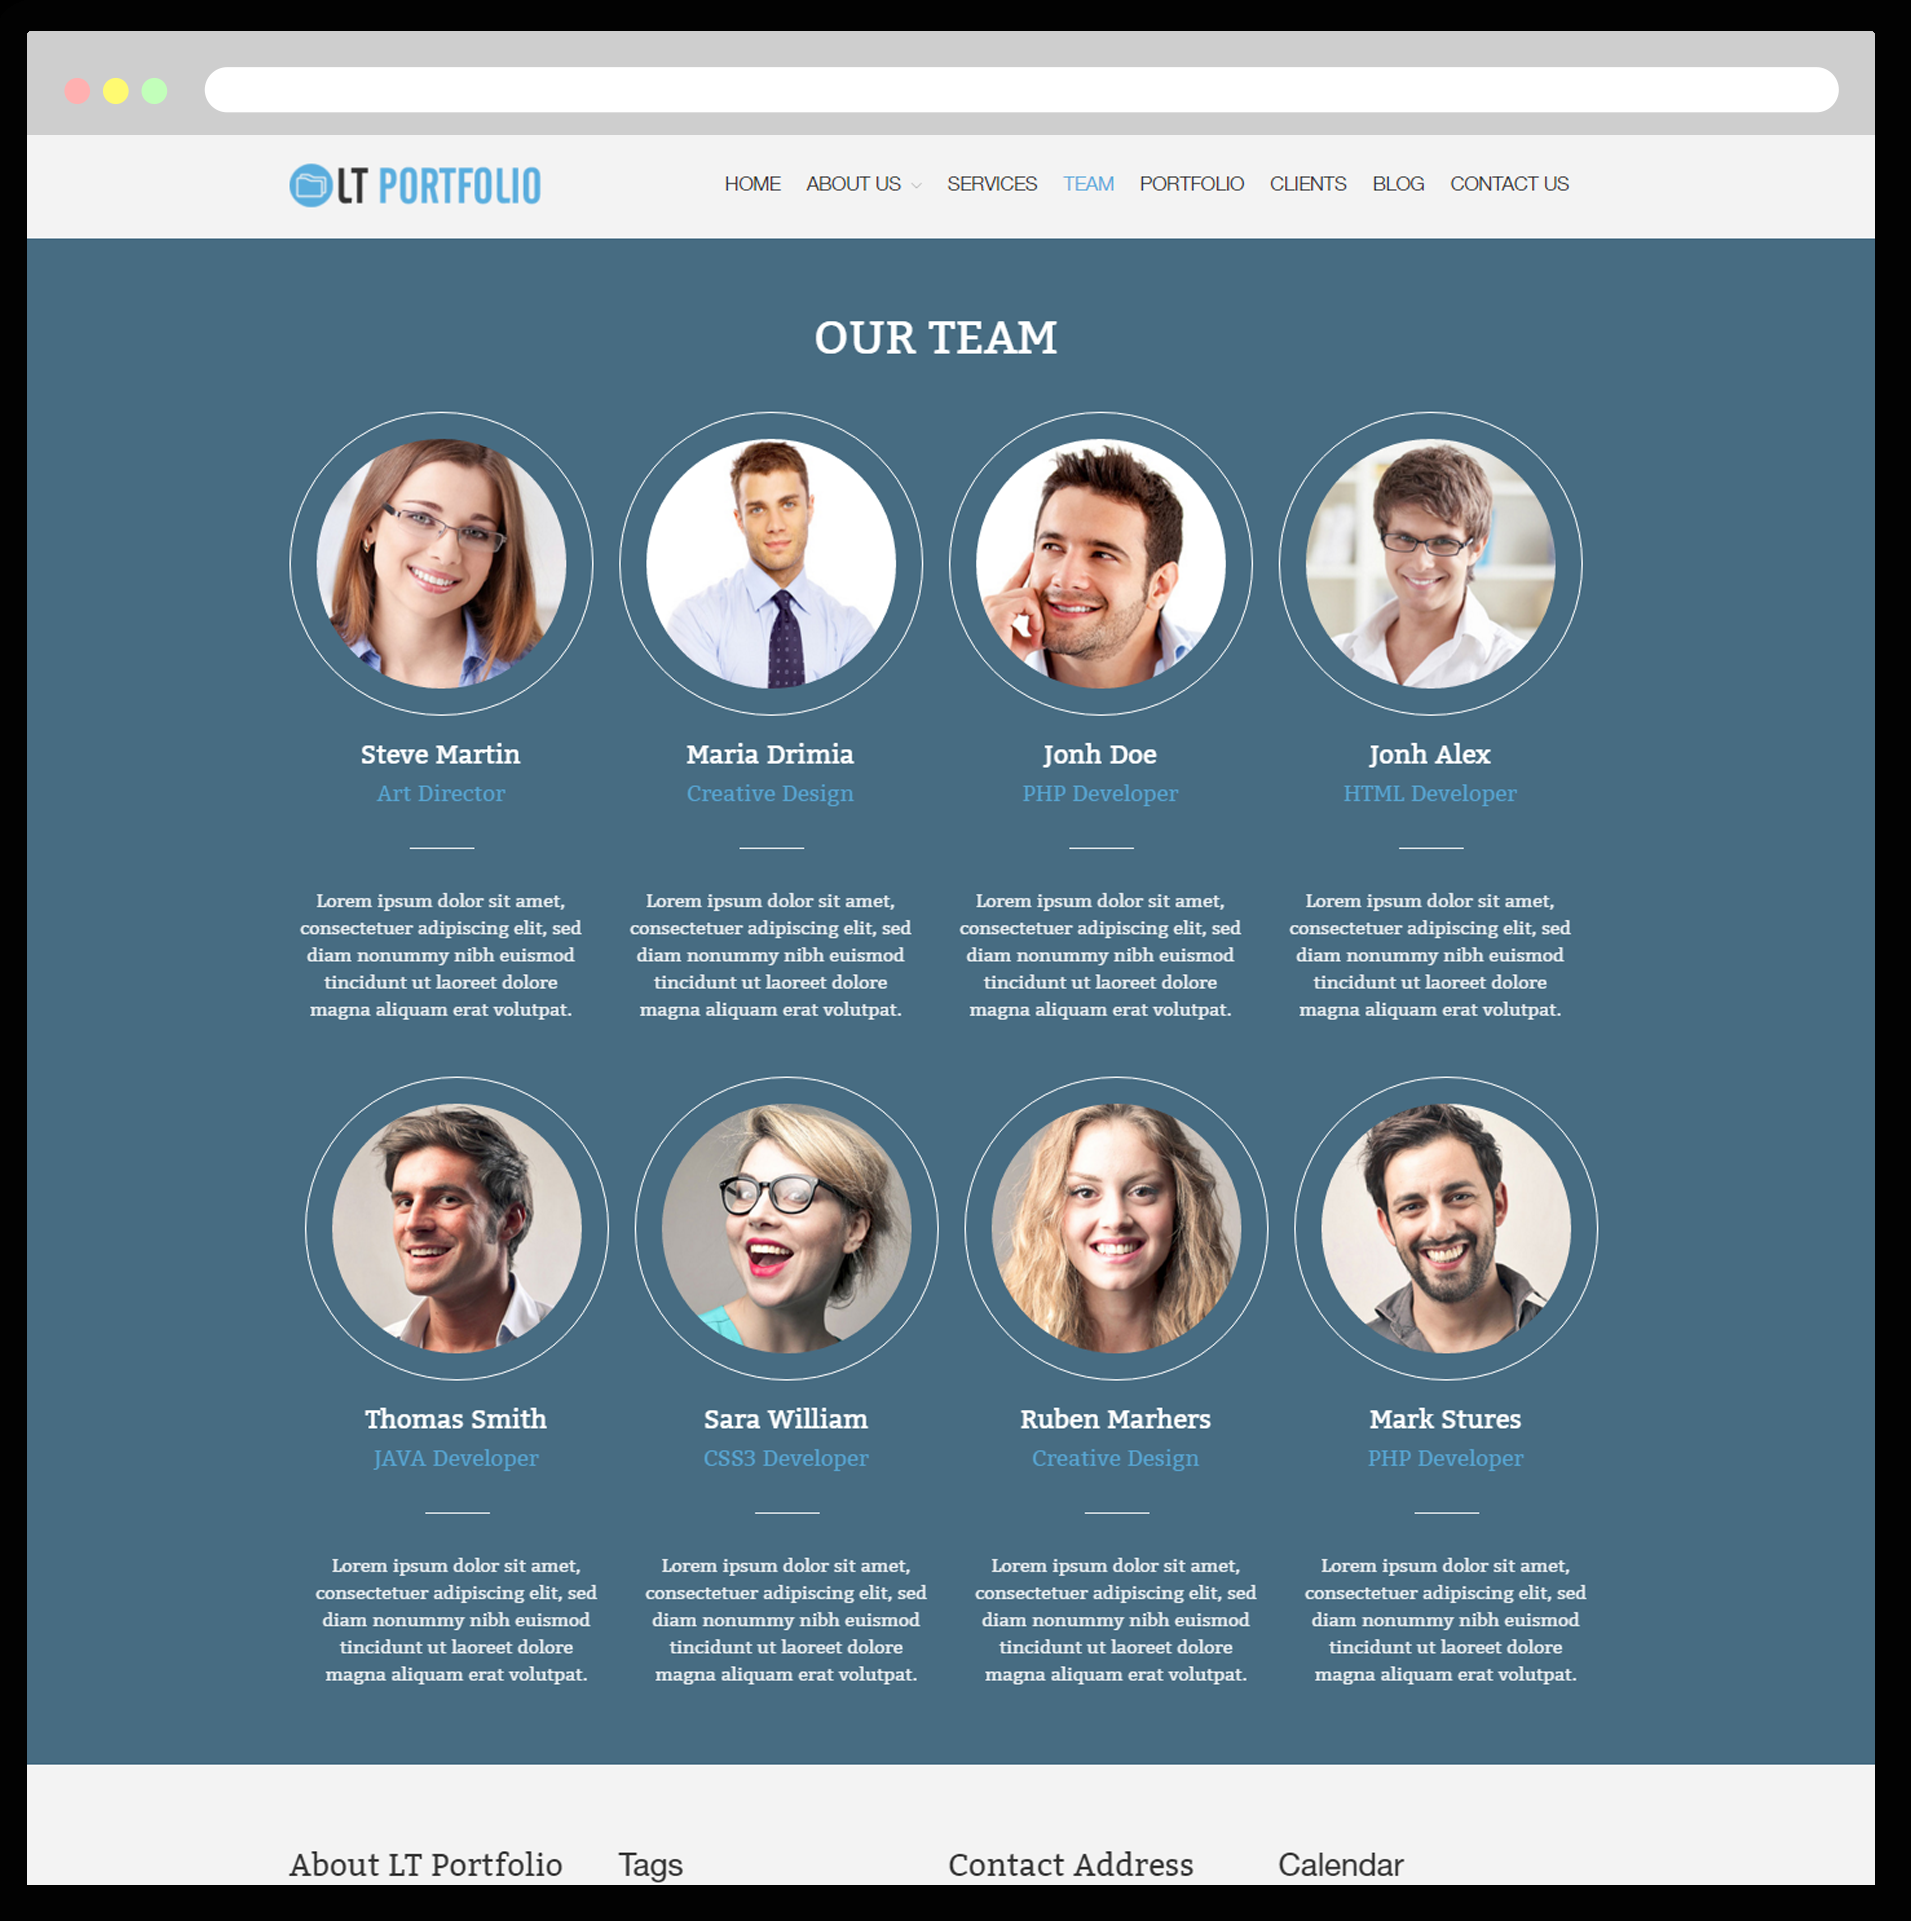 LT PORTFOLIO
HOME ABOUT US SERVICES TEAM PORTFOLIO CLIENTS BLOG CONTACT US
OUR TEAM
Steve Martin
Art Director
Lorem ipsum dolor sit amet,
consectetuer adipiscing elit, sed
diam nonummy nibh euismod
tincidunt ut laoreet dolore
magna aliquam erat volutpat.
Maria Drimia
Creative Design
Lorem ipsum dolor sit amet,
consectetuer adipiscing elit, sed
diam nonummy nibh euismod
tincidunt ut laoreet dolore
magna aliquam erat volutpat.
Jonh Doe
PHP Developer
Lorem ipsum dolor sit amet,
consectetuer adipiscing elit, sed
diam nonummy nibh euismod
tincidunt ut laoreet dolore
magna aliquam erat volutpat.
Jonh Alex
HTML Developer
Lorem ipsum dolor sit amet,
consectetuer adipiscing elit, sed
diam nonummy nibh euismod
tincidunt ut laoreet dolore
magna aliquam erat volutpat.
Thomas Smith
JAVA Developer
Lorem ipsum dolor sit amet,
consectetuer adipiscing elit, sed
diam nonummy nibh euismod
tincidunt ut laoreet dolore
magna aliquam erat volutpat.
Sara William
CSS3 Developer
Lorem ipsum dolor sit amet,
consectetuer adipiscing elit, sed
diam nonummy nibh euismod
tincidunt ut laoreet dolore
magna aliquam erat volutpat.
Ruben Marhers
Creative Design
Lorem ipsum dolor sit amet,
consectetuer adipiscing elit, sed
diam nonummy nibh euismod
tincidunt ut laoreet dolore
magna aliquam erat volutpat.
Mark Stures
PHP Developer
Lorem ipsum dolor sit amet,
consectetuer adipiscing elit, sed
diam nonummy nibh euismod
tincidunt ut laoreet dolore
magna aliquam erat volutpat.
About LT Portfolio
Tags
Contact Address
Calendar